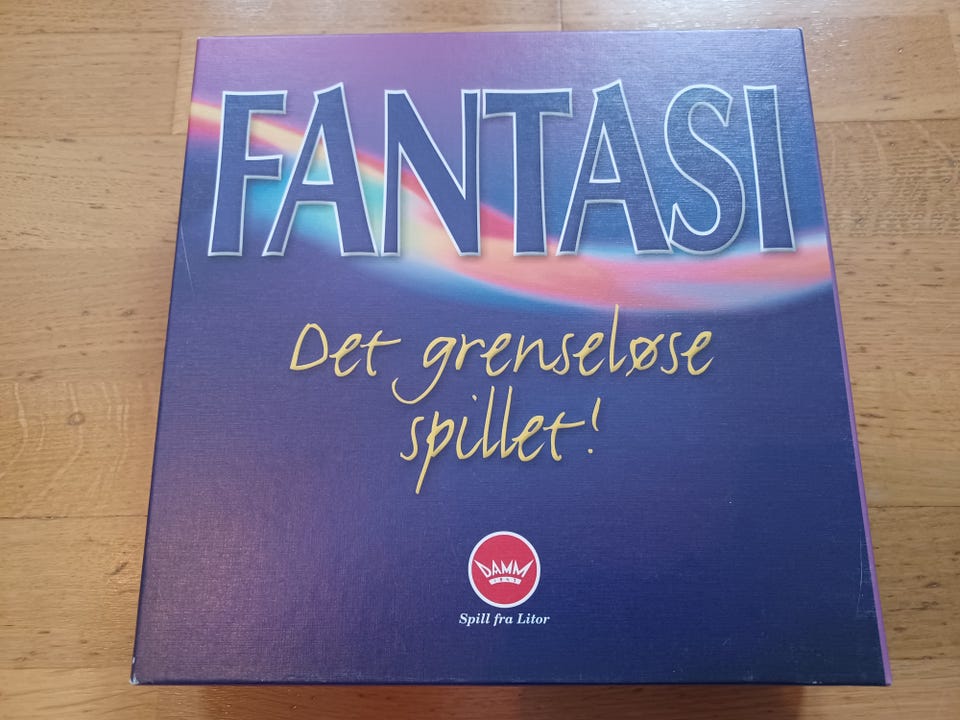 FANTASI
Det grenseløse
spillet!
DAMM
Spill fra Litor